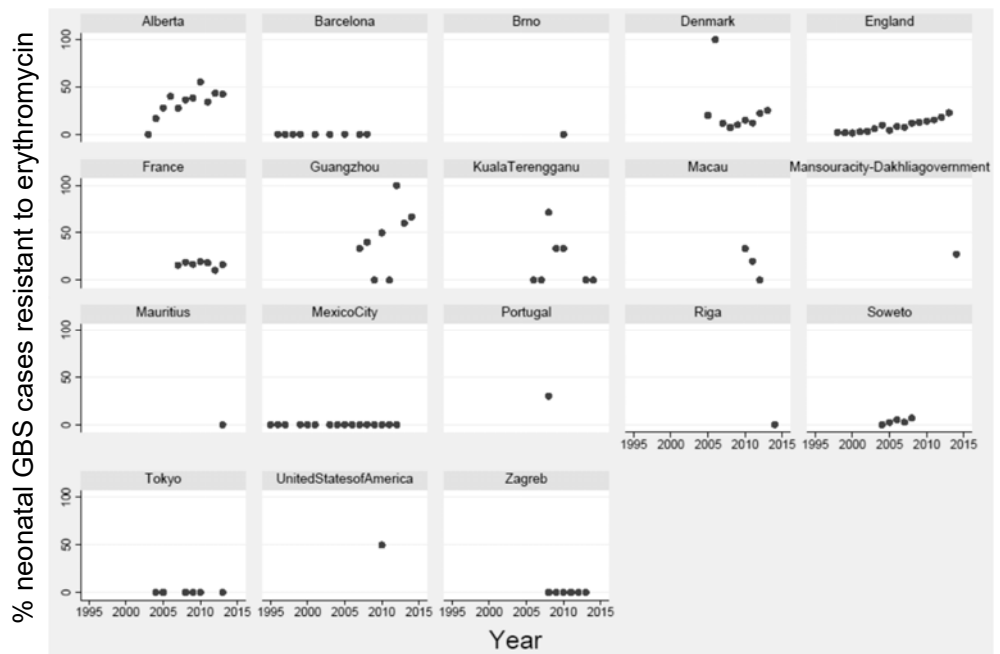 % neonatal GBS cases resistant to erythromycin
Alberta Barcelona Brno Denmark England
100
50
0
France Guangzhou KualaTerengganu Macau Mansouracity-Dakhliagovernment
100
50
0
Mauritius MexicoCity Portugal Riga Soweto
100
50
0
1995 2000 2005 2010 2015 1995 2000 2005 2010 2015
Tokyo UnitedStatesofAmerica Zagreb
100
50
0
1995 2000 2005 2010 2015 1995 2000 2005 2010 2015 1995 2000 2005 2010 2015
Year